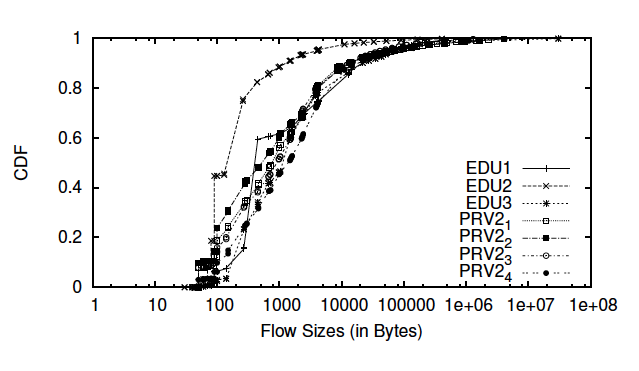 1
0.8
0.6
0.4
0.2
0
CDF
EDU1
EDU2
EDU3
PRV2₁
PRV2₂
PRV2₃
PRV2₄
1 10 100 1000 10000 100000 1e+06 1e+07 1e+08
Flow Sizes (in Bytes)